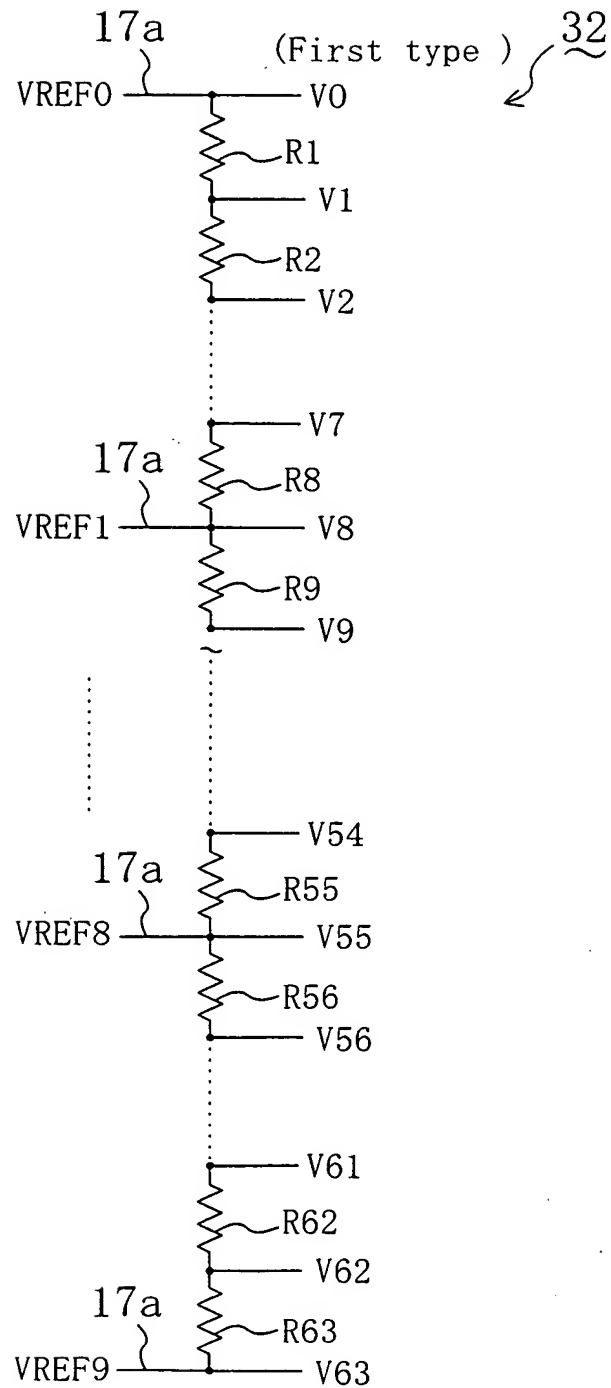 17a (First type ) 32
VREF0 V0
R1
V1
R2
V2
V7
17a R8
VREF1 V8
R9
V9
V54
17a R55
VREF8 V55
R56
V56
V61
R62
V62
17a R63
VREF9 V63